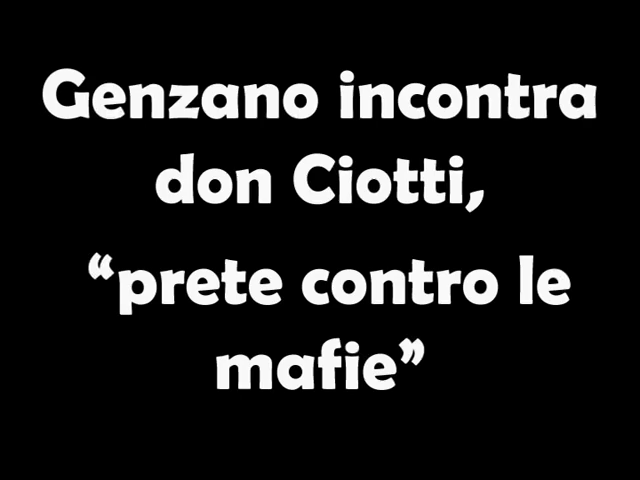 Genzano incontra
don Ciotti,
“prete contro le
mafie”